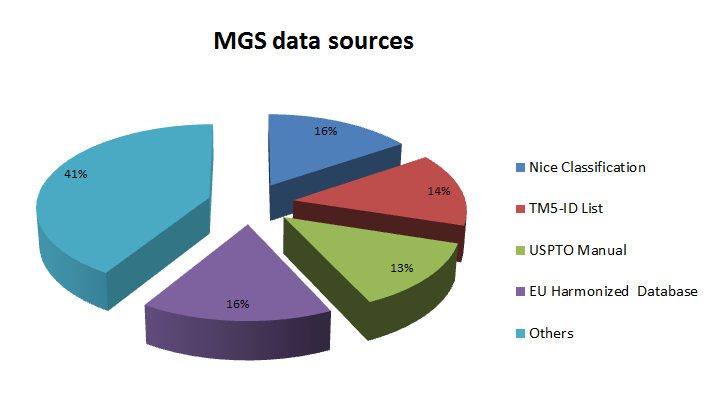 MGS data sources
16%
41%
14%
13%
16%
Nice Classification
TM5-ID List
USPTO Manual
EU Harmonized Database
Others